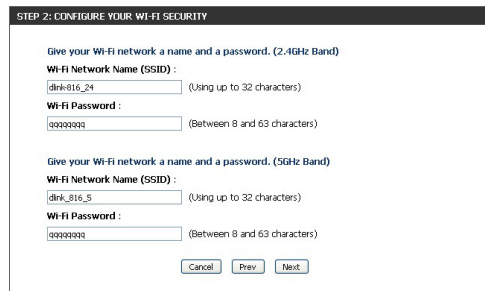 STEP 2: CONFIGURE YOUR WI-FI SECURITY
Give your Wi-Fi network a name and a password. (2.4GHz Band)
Wi-Fi Network Name (SSID) :
dlink-816_24 (Using up to 32 characters)
Wi-Fi Password :
qqqqqqqq (Between 8 and 63 characters)
Give your Wi-Fi network a name and a password. (5GHz Band)
Wi-Fi Network Name (SSID) :
dlink_816_5 (Using up to 32 characters)
Wi-Fi Password :
qqqqqqqq (Between 8 and 63 characters)
Cancel Prev Next